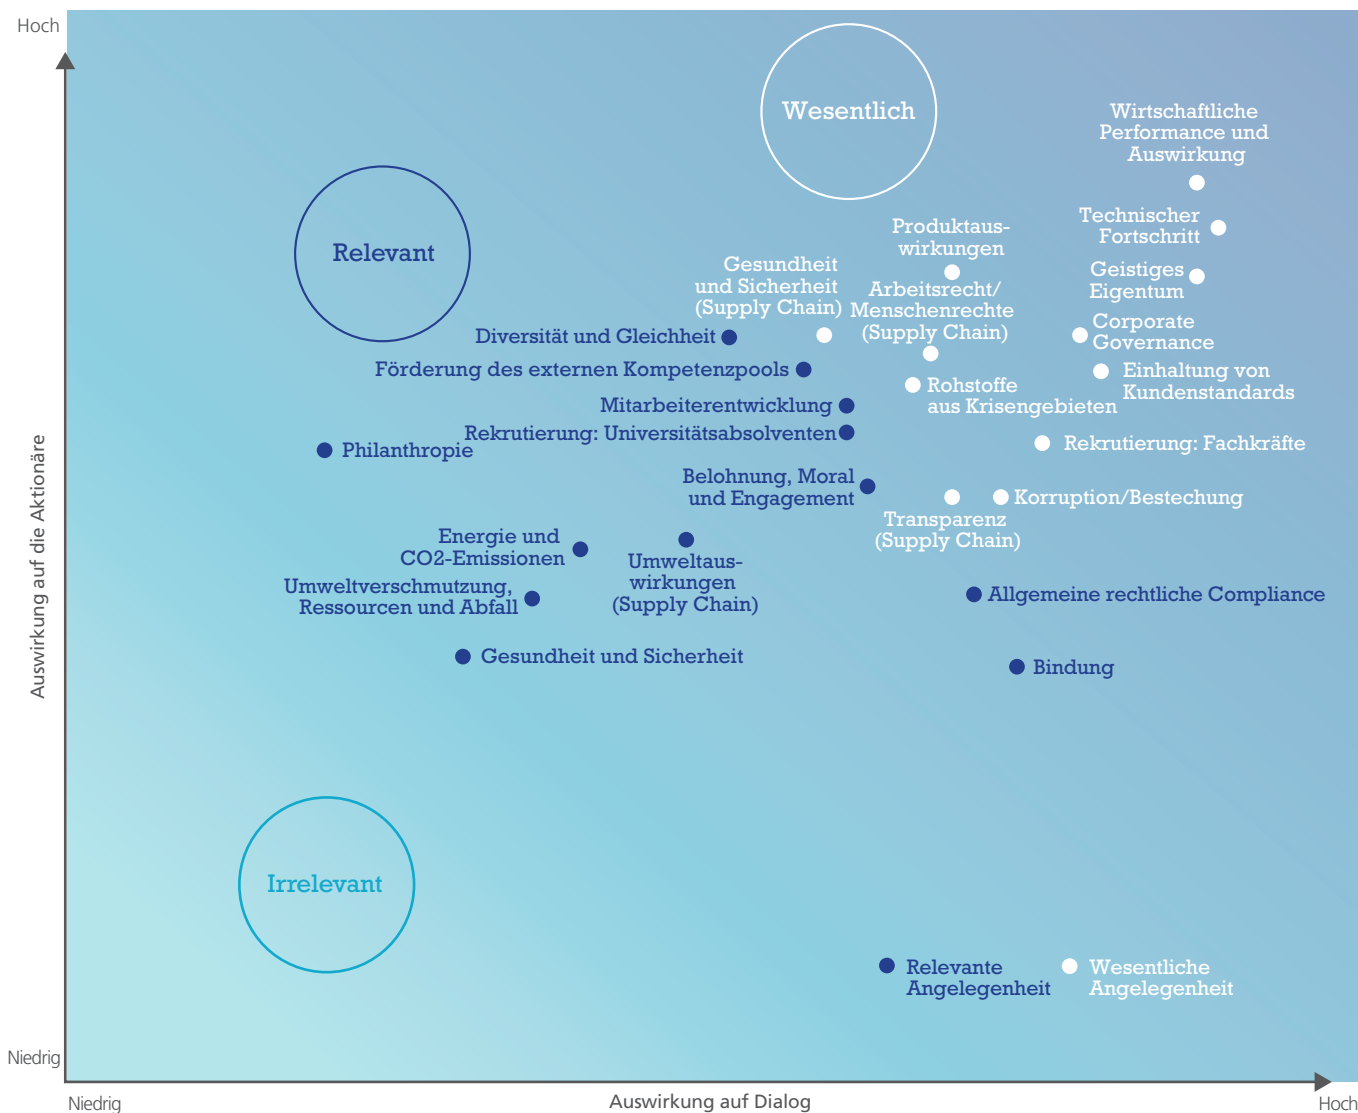 Hoch
Wesentlich
Wirtschaftliche
Performance und
Auswirkung
Relevant
Technischer
Fortschritt
Produktaus-
wirkungen
Gesundheit
und Sicherheit
(Supply Chain)
Geistiges
Eigentum
Arbeitsrecht/
Menschenrechte
(Supply Chain)
Corporate
Governance
Diversität und Gleichheit
Förderung des externen Kompetenzpools
Einhaltung von
Kundenstandards
Rohstoffe
aus Krisengebieten
Mitarbeiterentwicklung
Rekrutierung: Universitätsabsolventen
Rekrutierung: Fachkräfte
Philanthropie
Belohnung, Moral
und Engagement
Korruption/Bestechung
Transparenz
(Supply Chain)
Energie und
CO2-Emissionen
Umweltaus-
wirkungen
(Supply Chain)
Umweltverschmutzung,
Ressourcen und Abfall
Allgemeine rechtliche Compliance
Gesundheit und Sicherheit
Bindung
Auswirkung auf die Aktionäre
Irrelevant
Relevante
Angelegenheit
Wesentliche
Angelegenheit
Niedrig
Niedrig
Auswirkung auf Dialog
Hoch